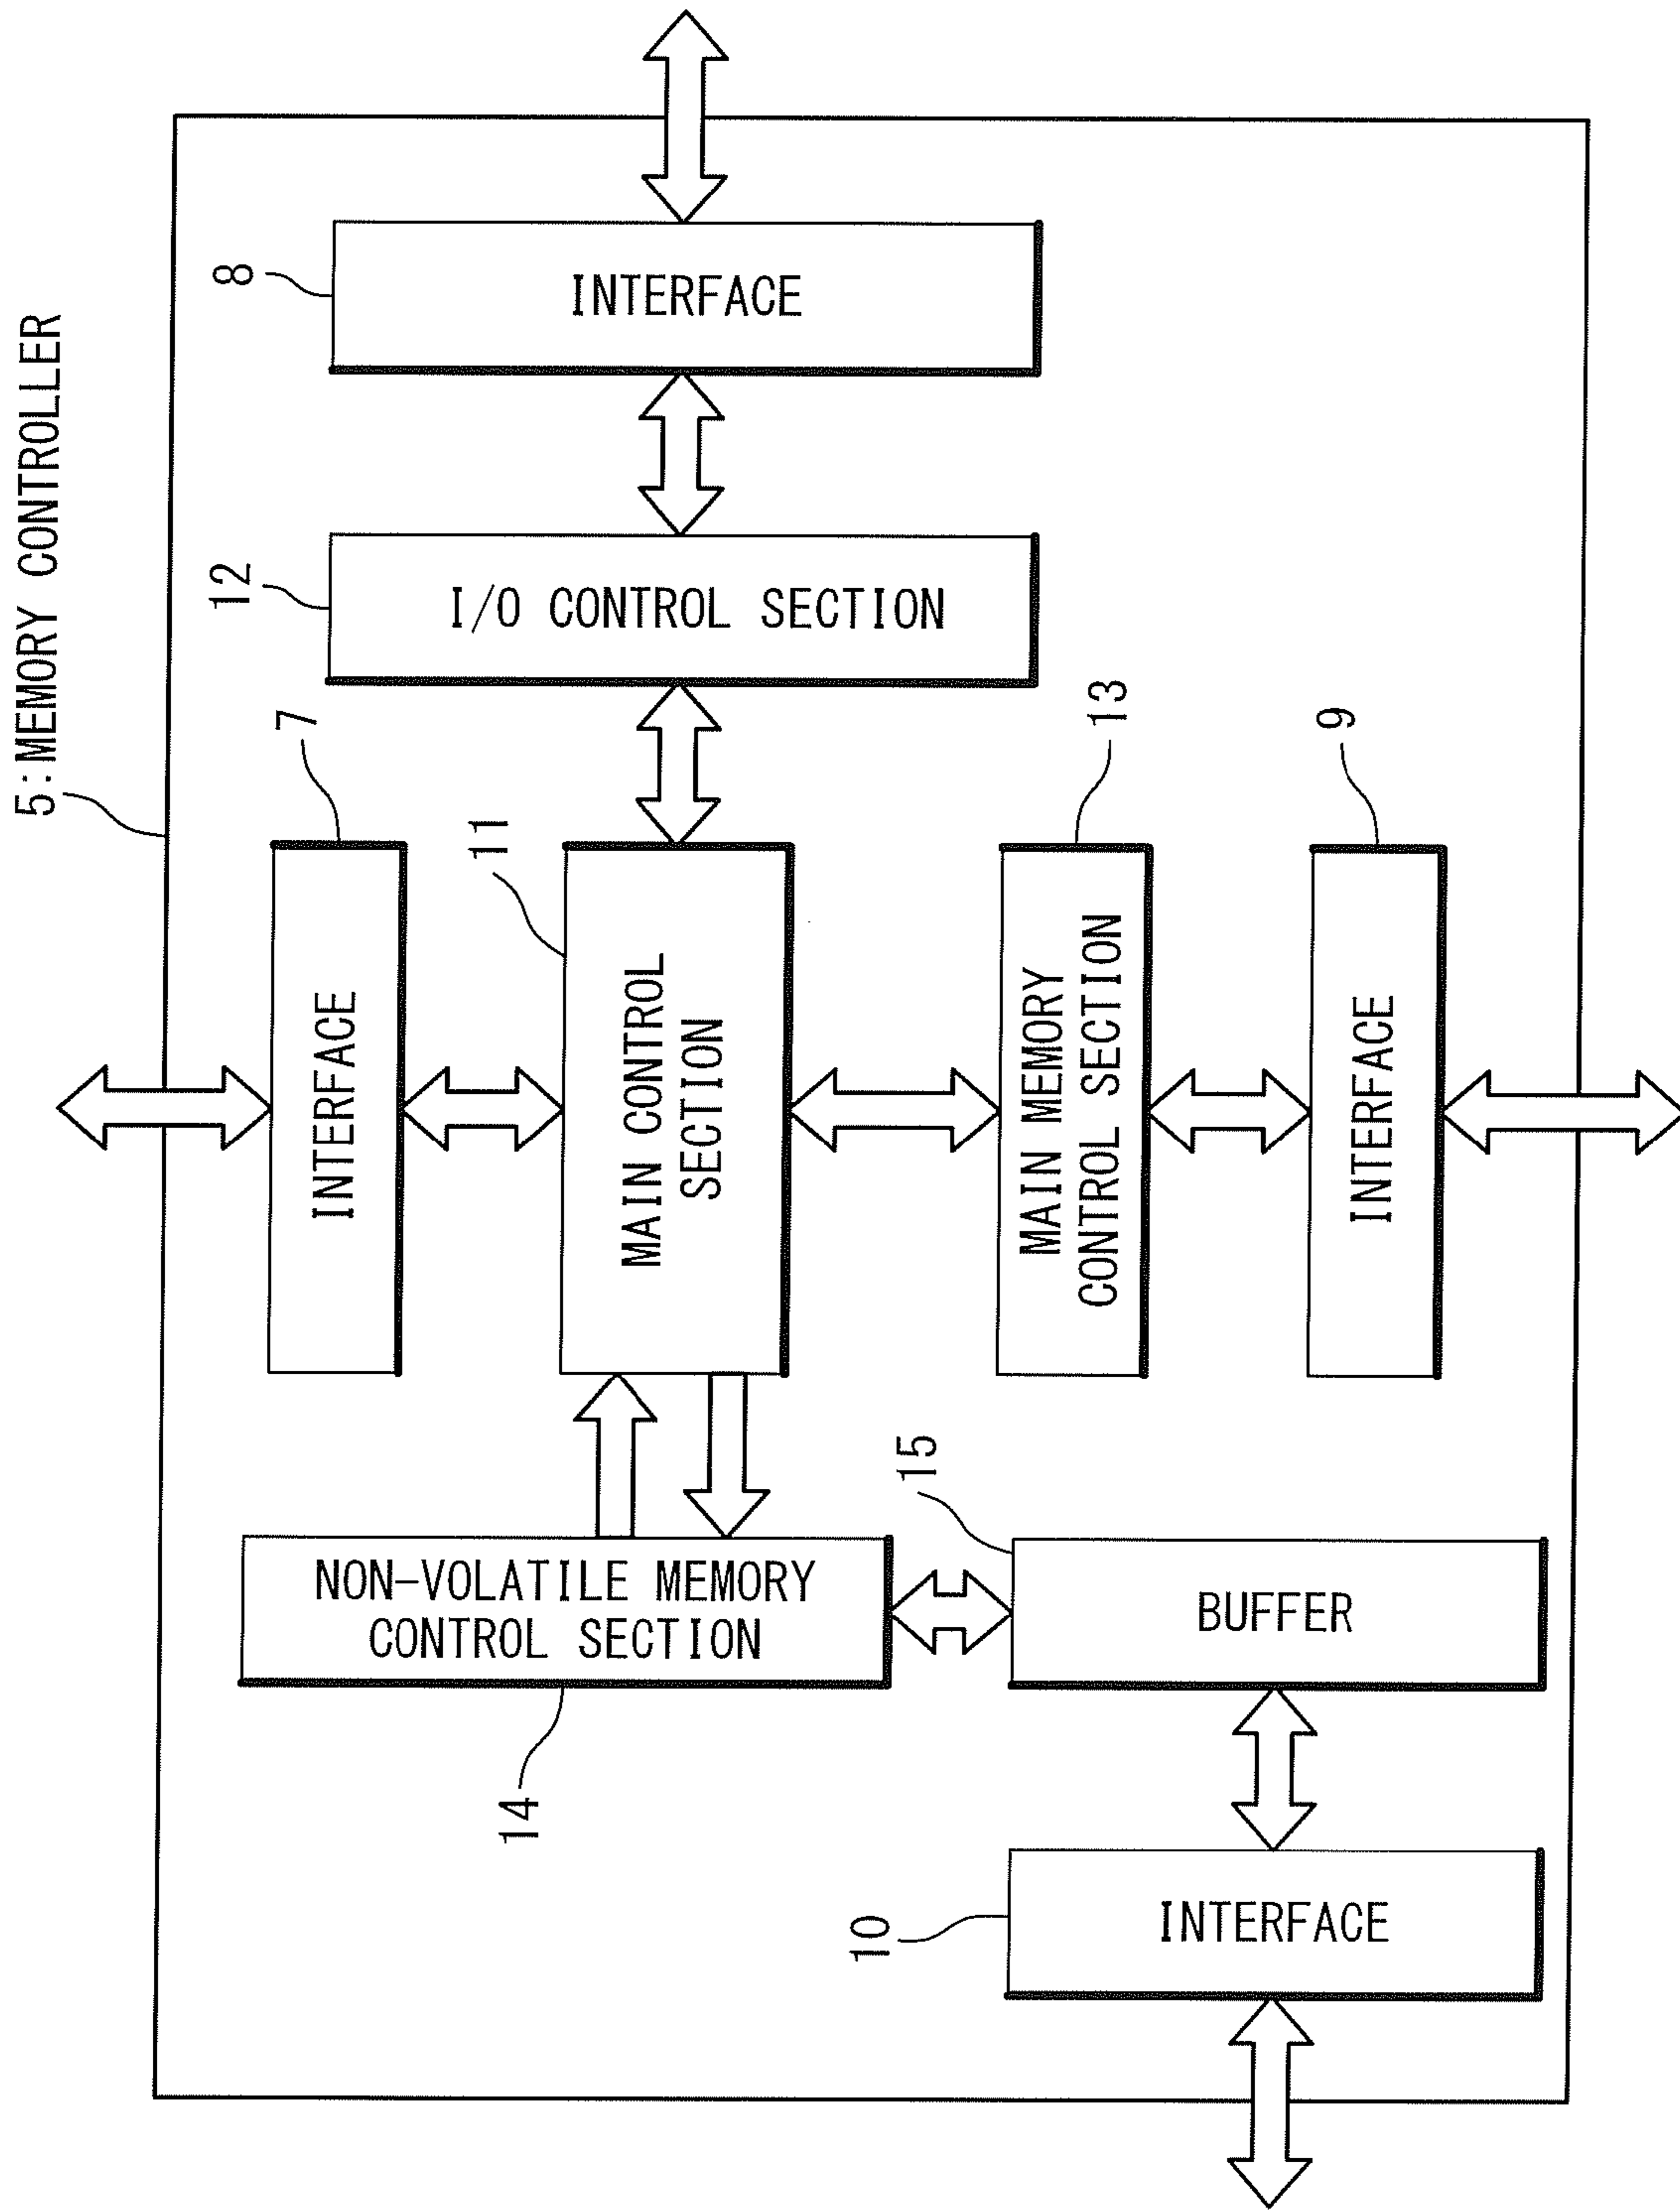 5:MEMORY CONTROLLER
8
INTERFACE
12
I/O CONTROL SECTION
7
INTERFACE
11
MAIN CONTROL
SECTION
13
MAIN MEMORY
CONTROL SECTION
9
INTERFACE
14
NON-VOLATILE MEMORY
CONTROL SECTION
15
BUFFER
10
INTERFACE